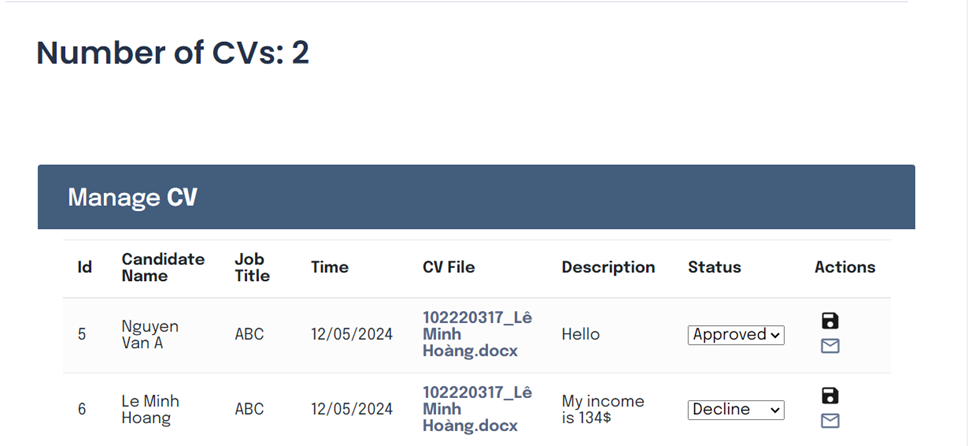 Number of CVs: 2
Manage CV
Id Candidate Name Job Title Time CV File Description Status Actions
5 Nguyen Van A ABC 12/05/2024 102220317_Lê Minh Hoàng.docx Hello Approved
6 Le Minh Hoang ABC 12/05/2024 102220317_Lê Minh Hoàng.docx My income is 134$ Decline